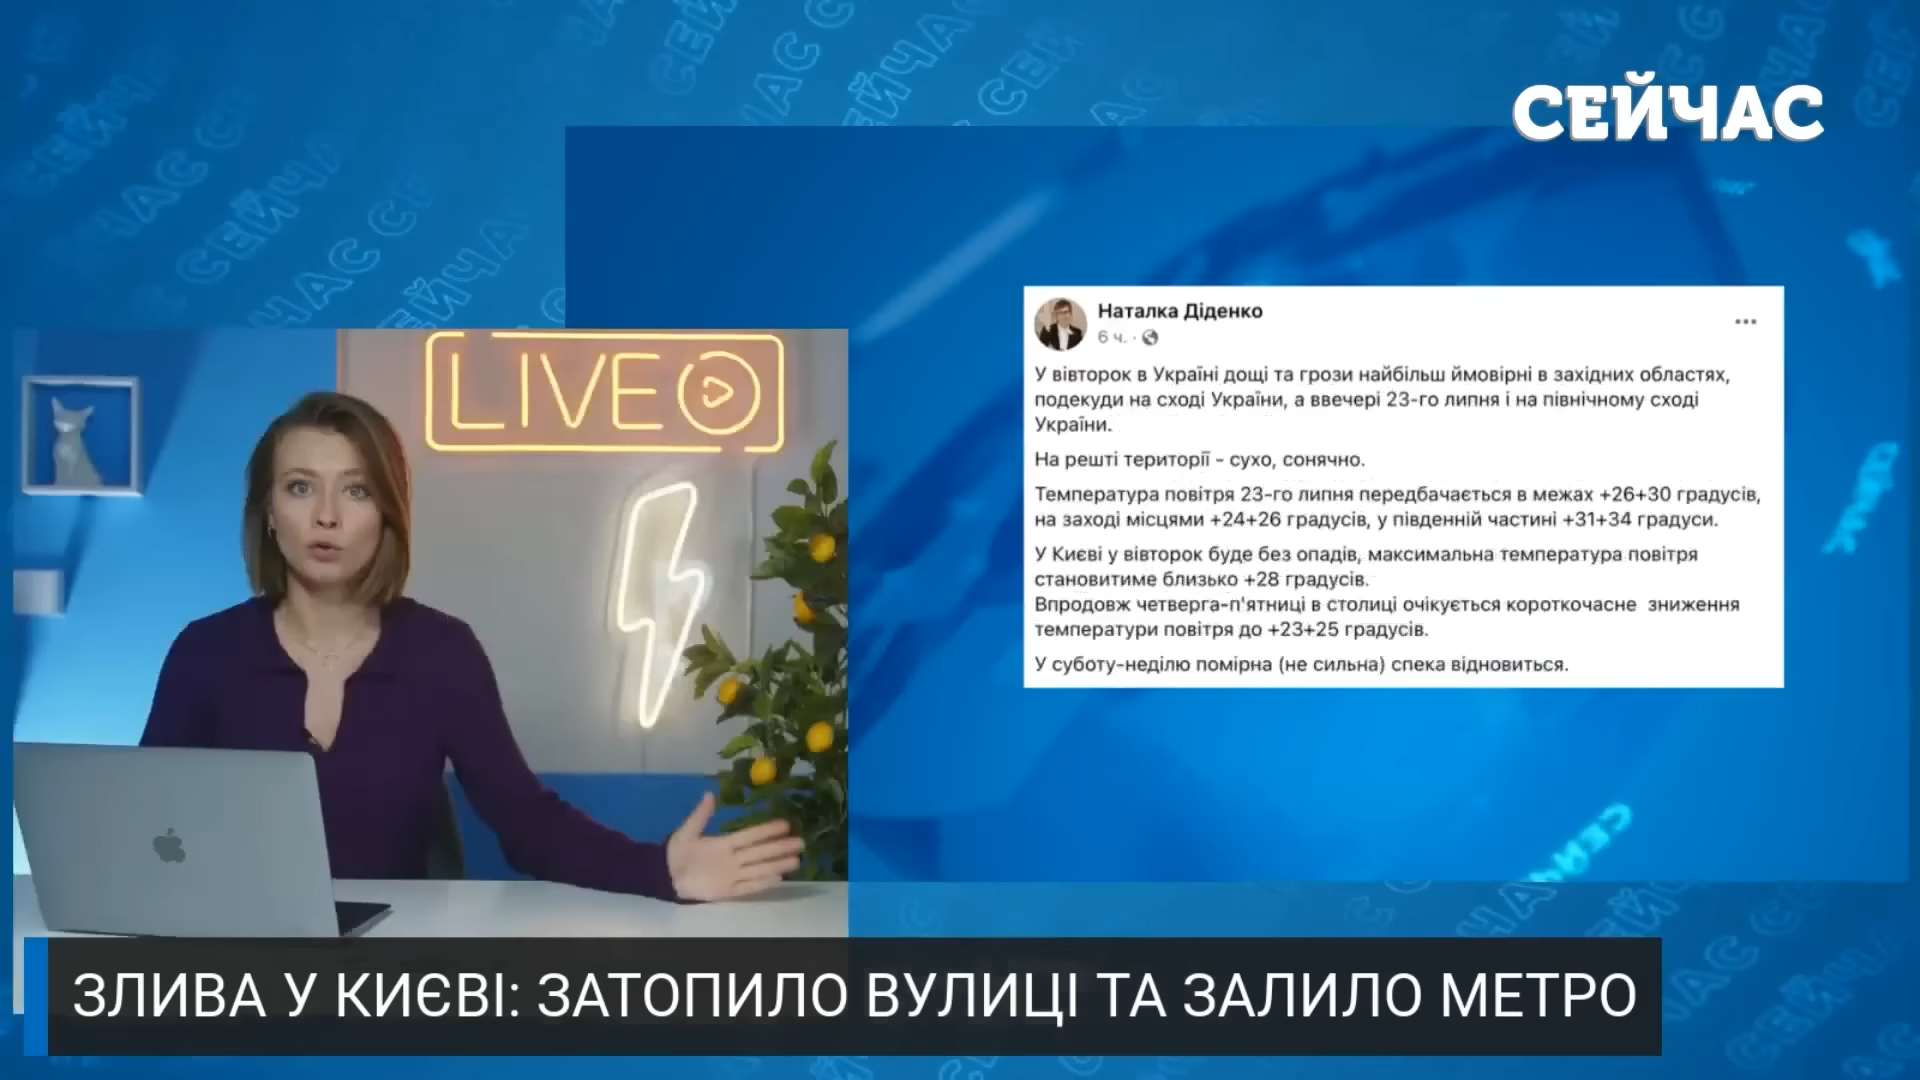 СЕЙЧАС
LIVE
Наталка Діденко
6 ч.
У вівторок в Україні дощі та грози найбільш ймовірні в західних областях,
подекуди на сході України, а ввечері 23-го липня і на північному сході
України.
На решті території - сухо, сонячно.
Температура повітря 23-го липня передбачається в межах +26+30 градусів,
на заході місцями +24+26 градусів, у південній частині +31+34 градуси.
У Києві у вівторок буде без опадів, максимальна температура повітря
становитиме близько +28 градусів.
Впродовж четверга-п'ятниці в столиці очікується короткочасне зниження
температури повітря до +23+25 градусів.
У суботу-неділю помірна (не сильна) спека відновиться.
ЗЛИВА У КИЄВІ: ЗАТОПИЛО ВУЛИЦІ ТА ЗАЛИЛО МЕТРО